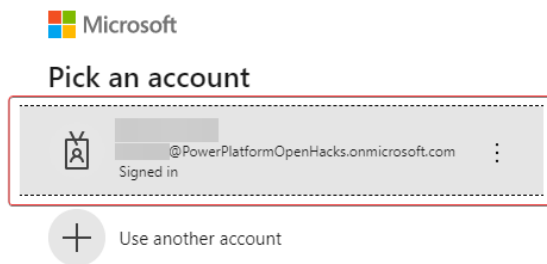 Microsoft
Pick an account
@PowerPlatformOpenHacks.onmicrosoft.com
Signed in
Use another account